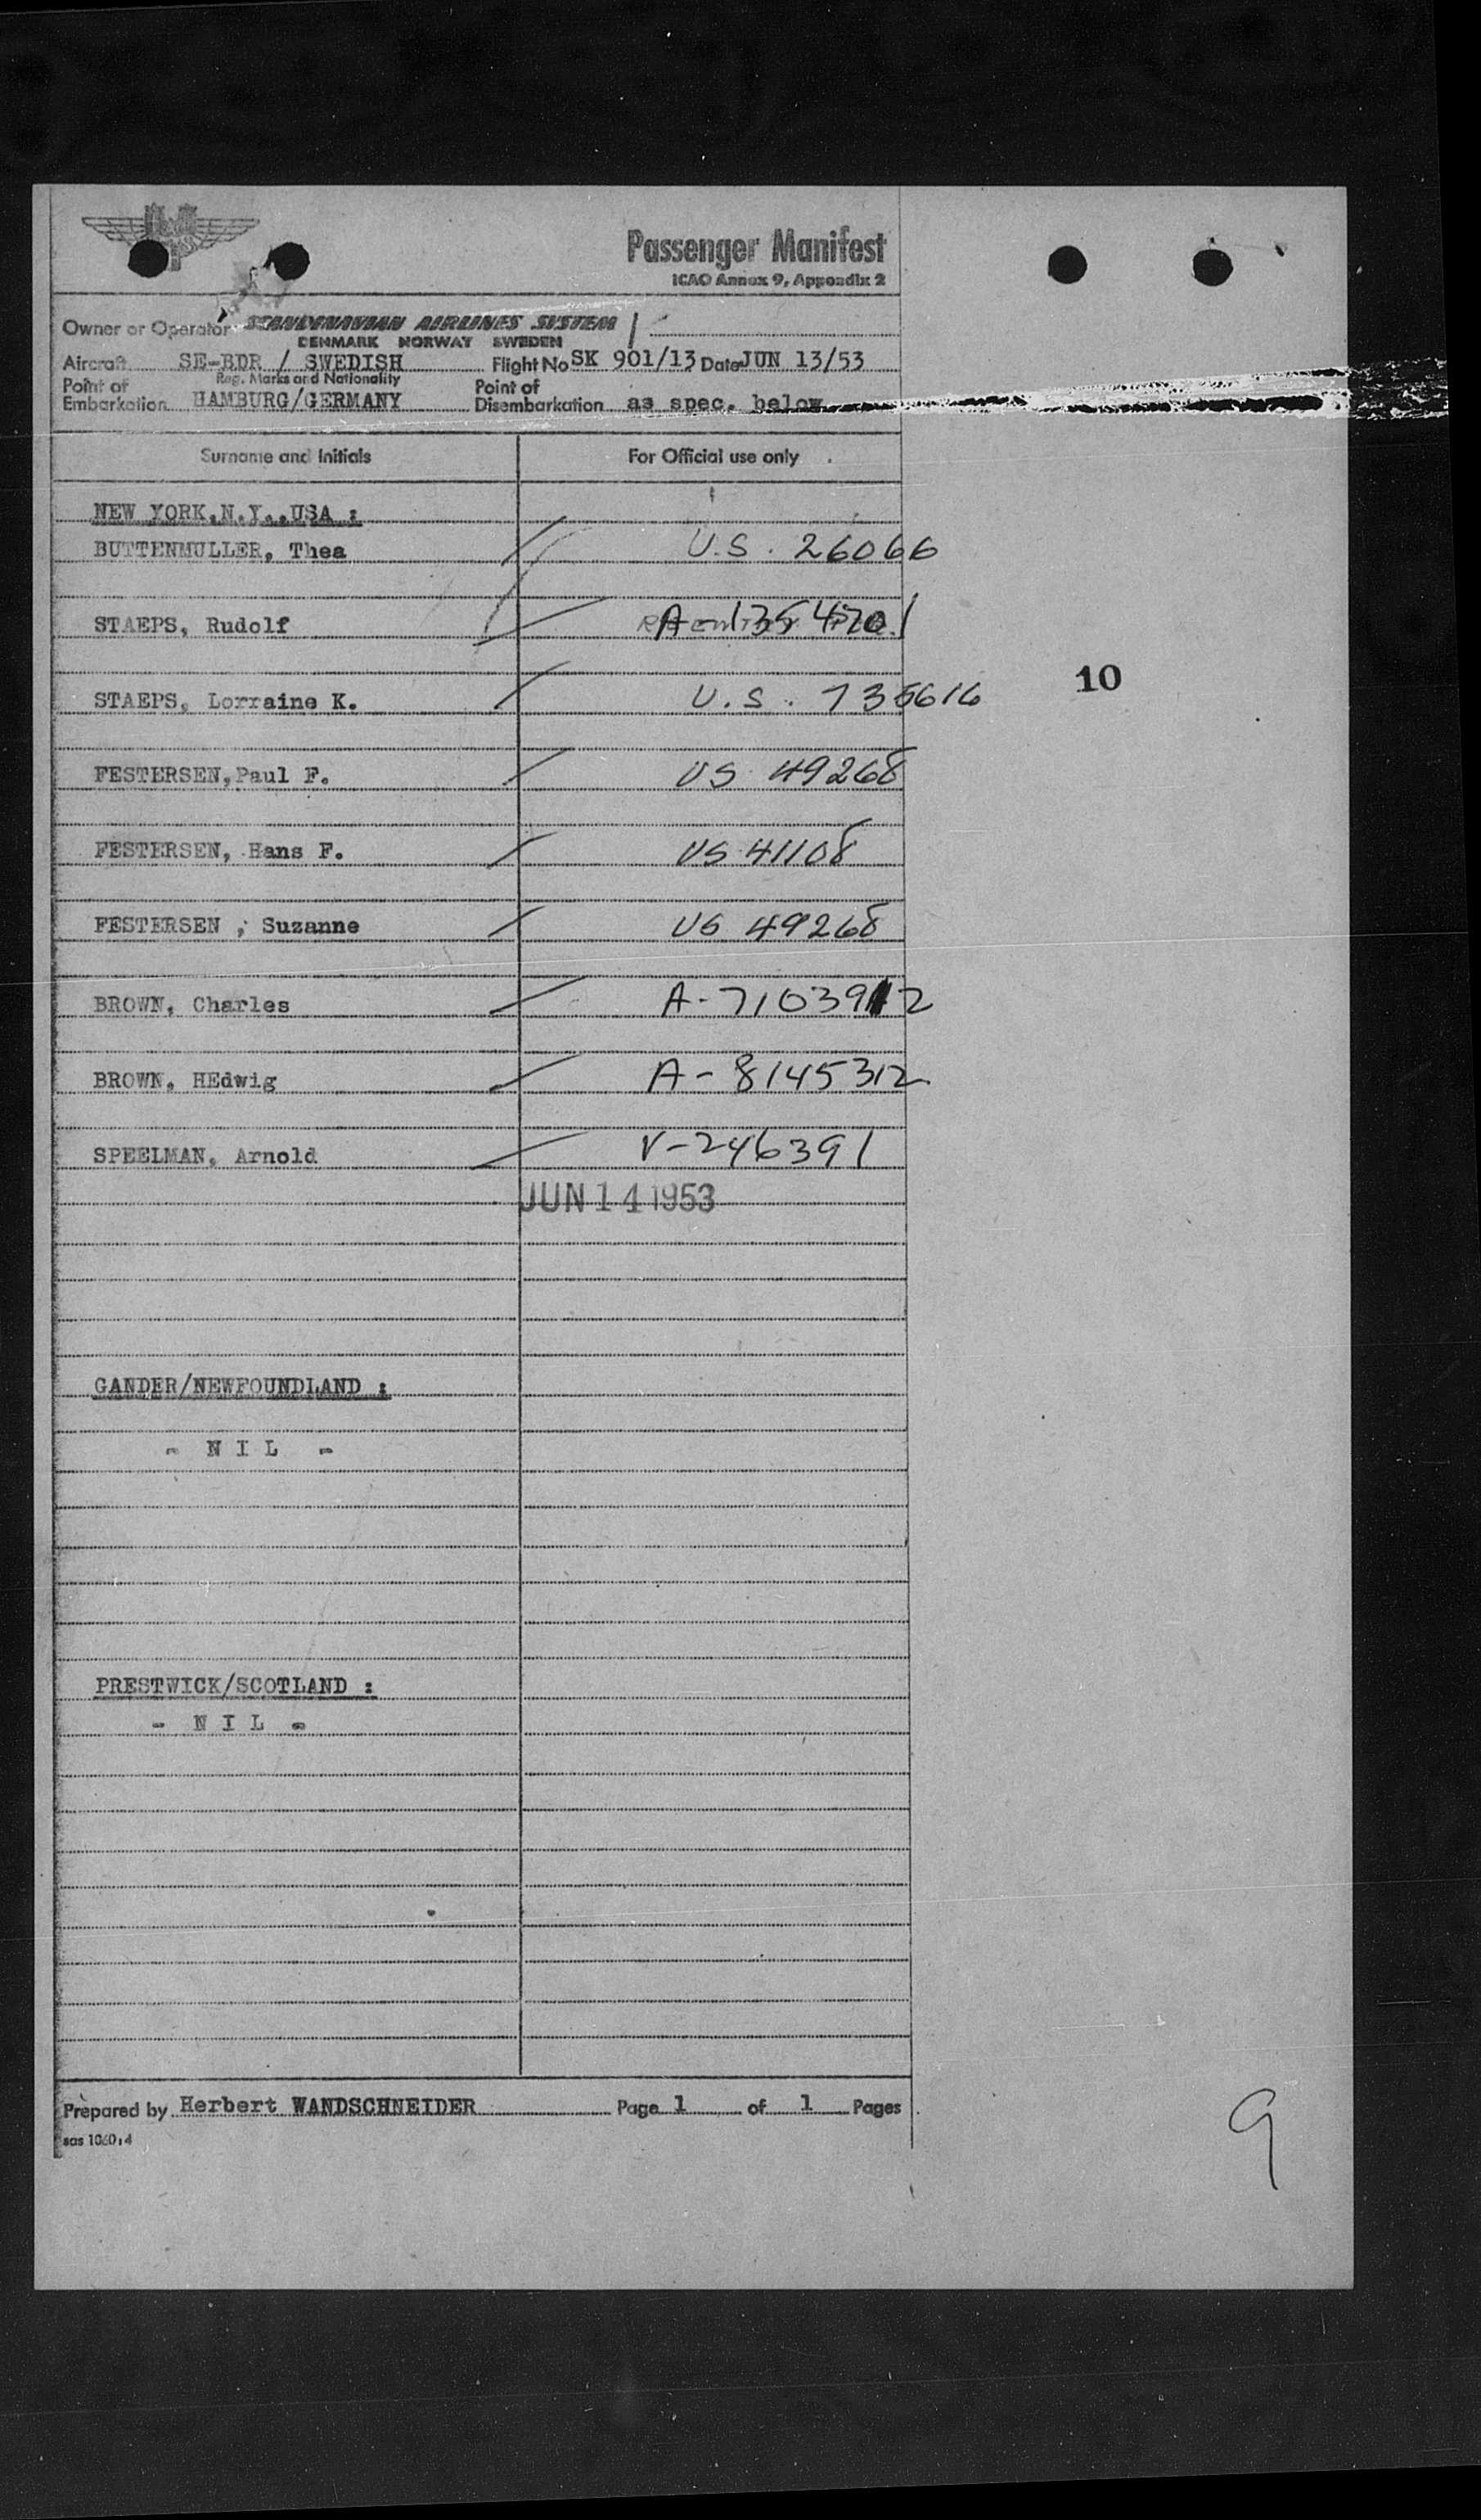 Passenger Manifest
ICAO Annex 9, Appendix 2
Owner or Operator SCANDINAVIAN AIRLINES SYSTEM
DENMARK NORWAY SWEDEN
Aircraft SE-BDR / SWEDISH Flight No SK 901/13 Date JUN 13/53
Reg. Marks and Nationality
Point of Embarkation HAMBURG/GERMANY Point of Disembarkation as spec. below
Surname and Initials For Official use only
NEW YORK,N.Y.,USA :
BUTTENMULLER, Thea U.S. 26066
STAEPS, Rudolf
STAEPS, Lorraine K. U.S. 735616
10
FESTERSEN,Paul F. US 49268
FESTERSEN, Hans F. US 41108
FESTERSEN , Suzanne US 49268
BROWN, Charles
BROWN, HEdwig A-8145312
SPEELMAN, Arnold V-246391
JUN 14 1953
GANDER/NEWFOUNDLAND :
- N I L -
PRESTWICK/SCOTLAND :
- N I L -
Prepared by Herbert WANDSCHNEIDER Page 1 of 1 Pages
sas 1060:4
9